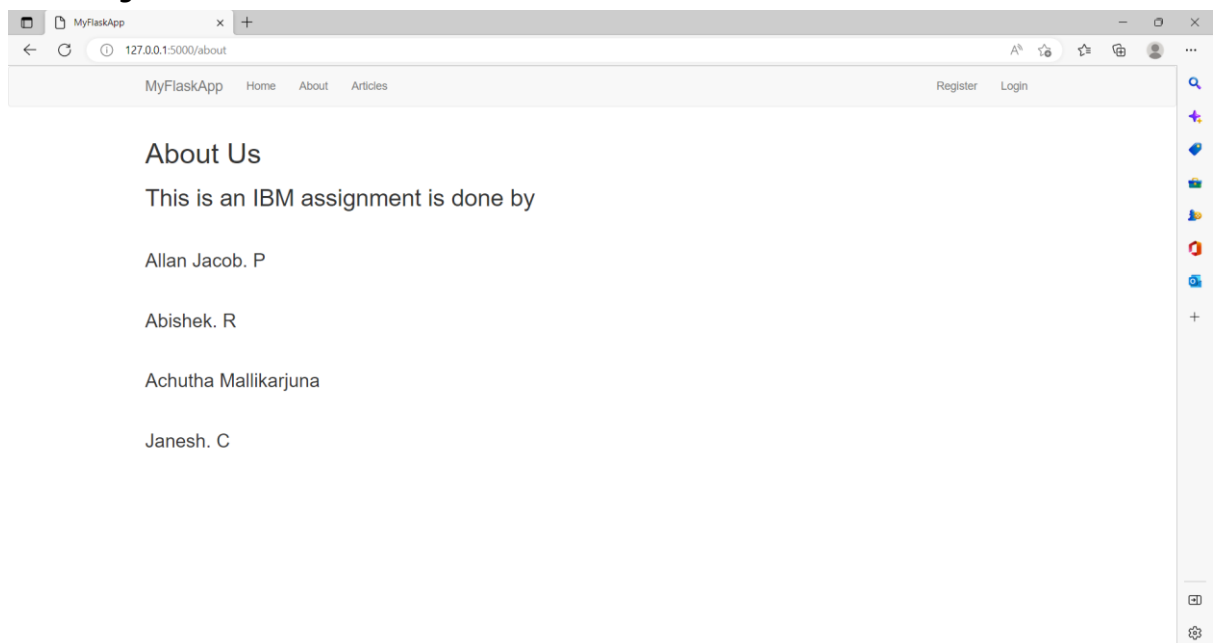 MyFlaskApp
127.0.0.1:5000/about
MyFlaskApp Home About Articles Register Login
About Us
This is an IBM assignment is done by
Allan Jacob. P
Abishek. R
Achutha Mallikarjuna
Janesh. C